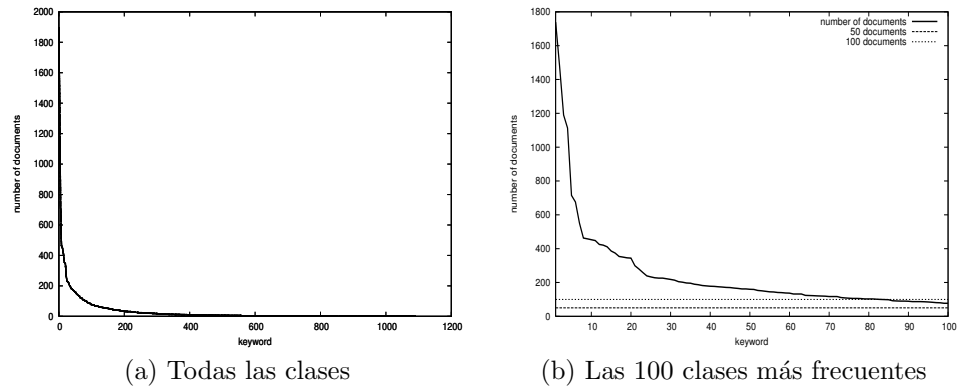 2000
1800
1600
1400
1200
1000
800
600
400
200
0
number of documents
0 200 400 600 800 1000 1200
keyword
(a) Todas las clases
1800
1600
1400
1200
1000
800
600
400
200
0
number of documents
number of documents
50 documents
100 documents
10 20 30 40 50 60 70 80 90 100
keyword
(b) Las 100 clases más frecuentes